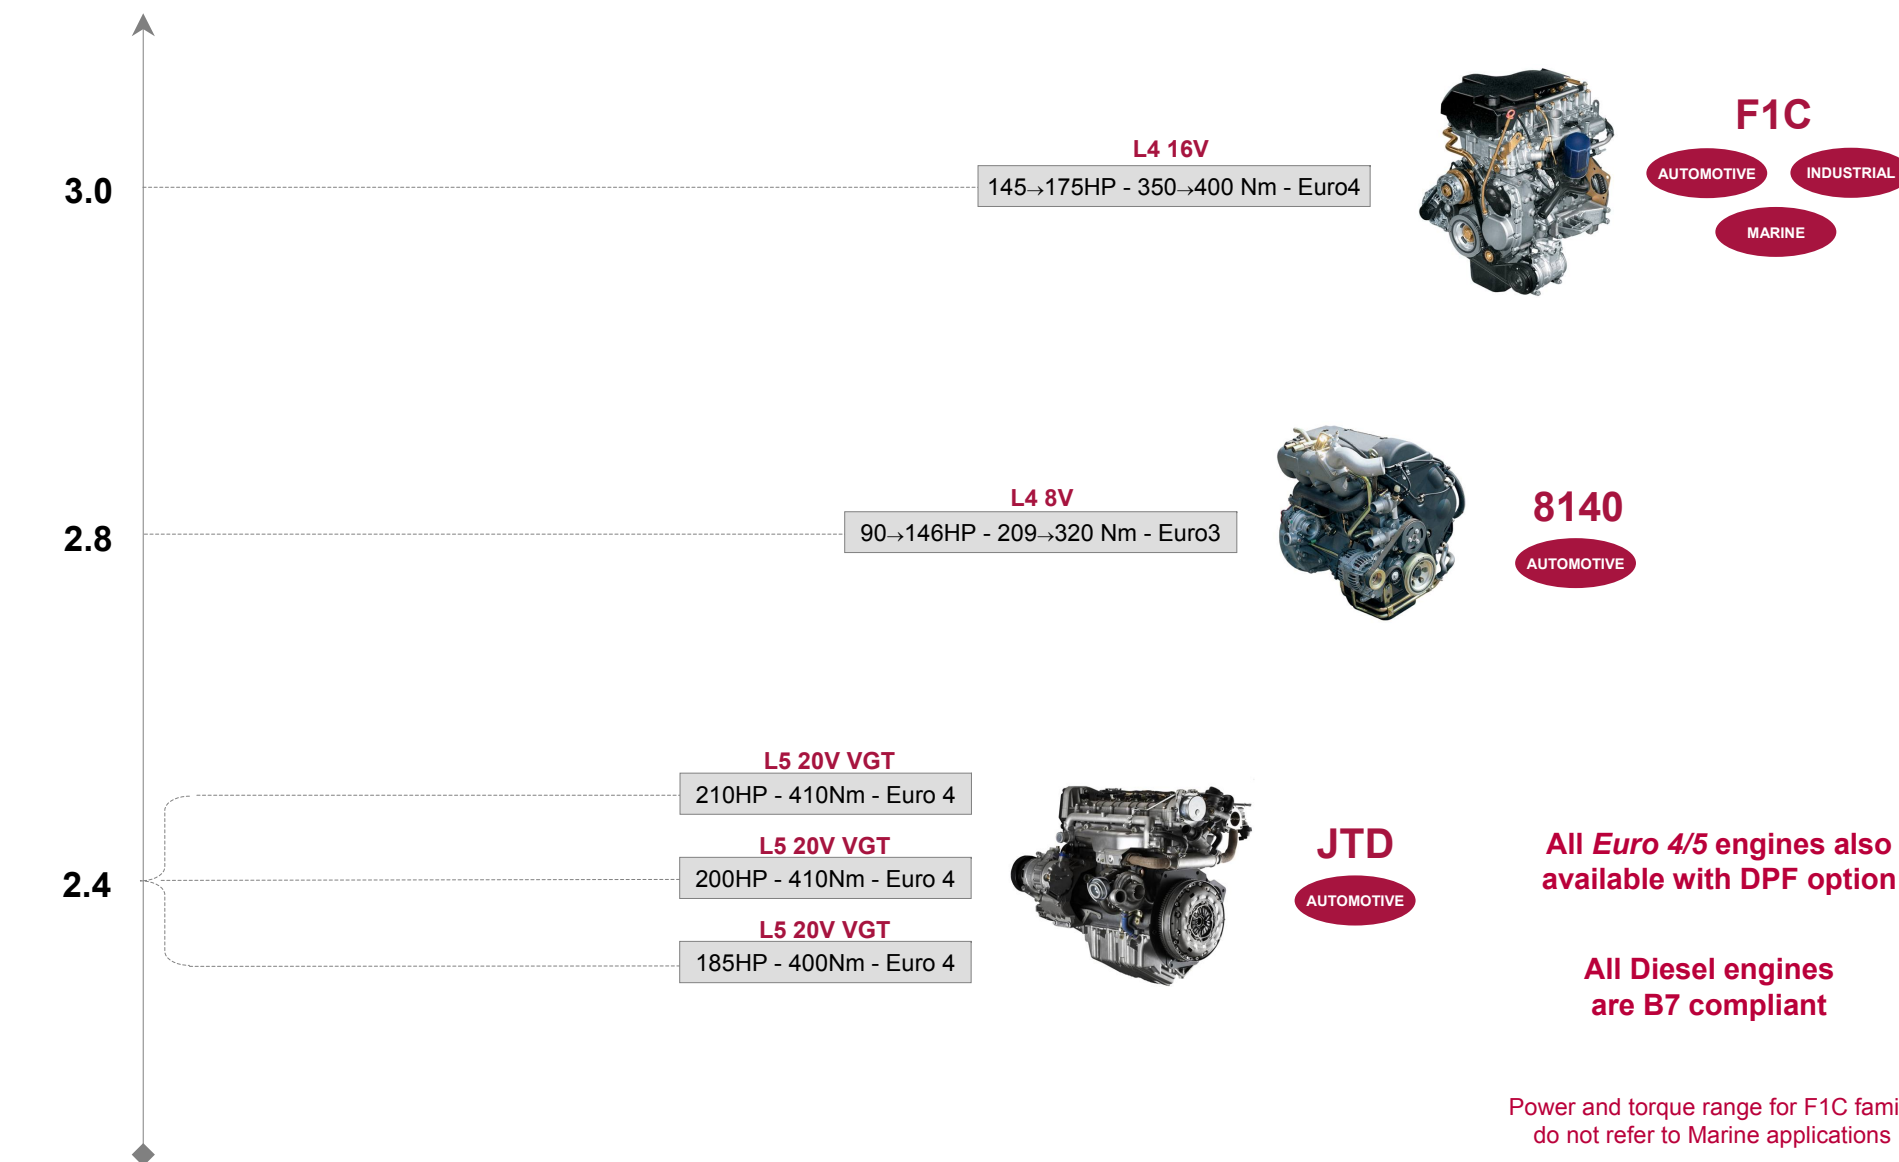 F1C
L4 16V
3.0
145→175HP - 350→400 Nm - Euro4
AUTOMOTIVE
INDUSTRIAL
MARINE
L4 8V
2.8
90→146HP - 209→320 Nm - Euro3
8140
AUTOMOTIVE
L5 20V VGT
210HP - 410Nm - Euro 4
L5 20V VGT
2.4
200HP - 410Nm - Euro 4
L5 20V VGT
185HP - 400Nm - Euro 4
JTD
AUTOMOTIVE
All Euro 4/5 engines also
available with DPF option
All Diesel engines
are B7 compliant
Power and torque range for F1C
do not refer to Marine applications